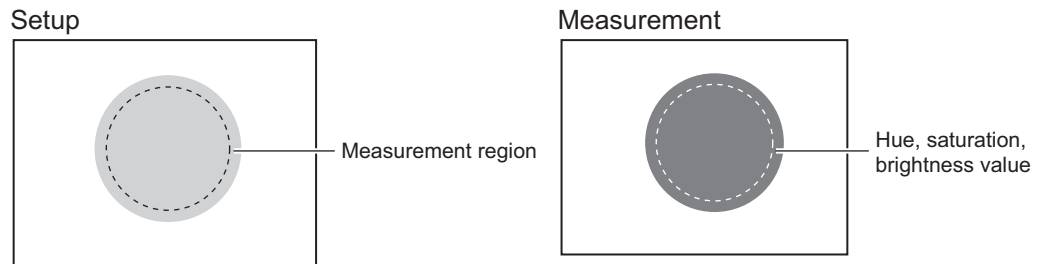 Setup
Measurement
Measurement region
Hue, saturation,
brightness value